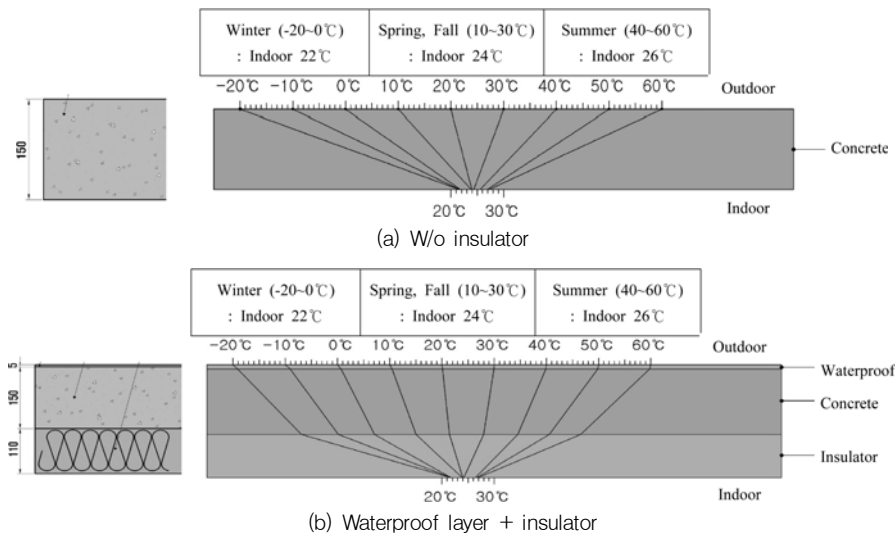 Winter (-20~0℃)
: Indoor 22℃
Spring, Fall (10~30℃)
: Indoor 24℃
Summer (40~60℃)
: Indoor 26℃
-20℃ -10℃ 0℃ 10℃ 20℃ 30℃ 40℃ 50℃ 60℃
Outdoor
150
Concrete
20℃ 30℃
Indoor
(a) W/o insulator
Winter (-20~0℃)
: Indoor 22℃
Spring, Fall (10~30℃)
: Indoor 24℃
Summer (40~60℃)
: Indoor 26℃
-20℃ -10℃ 0℃ 10℃ 20℃ 30℃ 40℃ 50℃ 60℃
Outdoor
5
150
110
Waterproof
Concrete
Insulator
20℃ 30℃
Indoor
(b) Waterproof layer + insulator